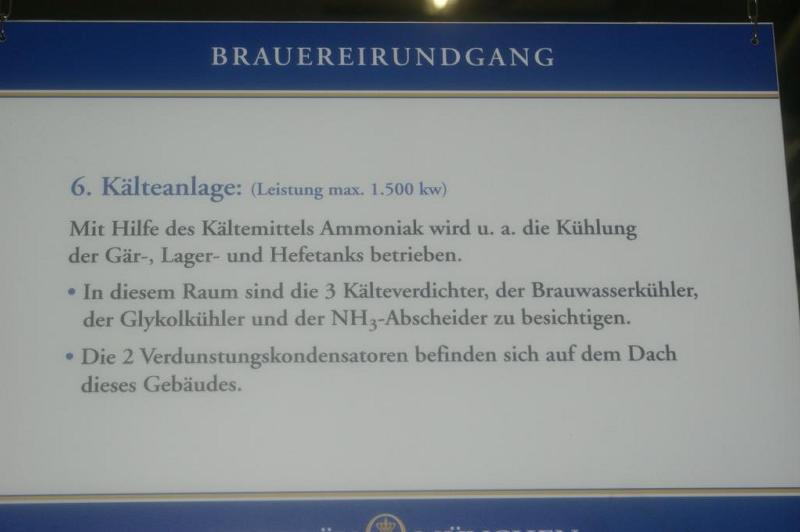 BRAUEREIRUNDGANG
6. Kälteanlage: (Leistung max. 1.500 kw)
Mit Hilfe des Kältemittels Ammoniak wird u. a. die Kühlung
der Gär-, Lager- und Hefetanks betrieben.
• In diesem Raum sind die 3 Kälteverdichter, der Brauwasserkühler,
der Glykolkühler und der NH₃-Abscheider zu besichtigen.
• Die 2 Verdunstungskondensatoren befinden sich auf dem Dach
dieses Gebäudes.
MÜNCHEN